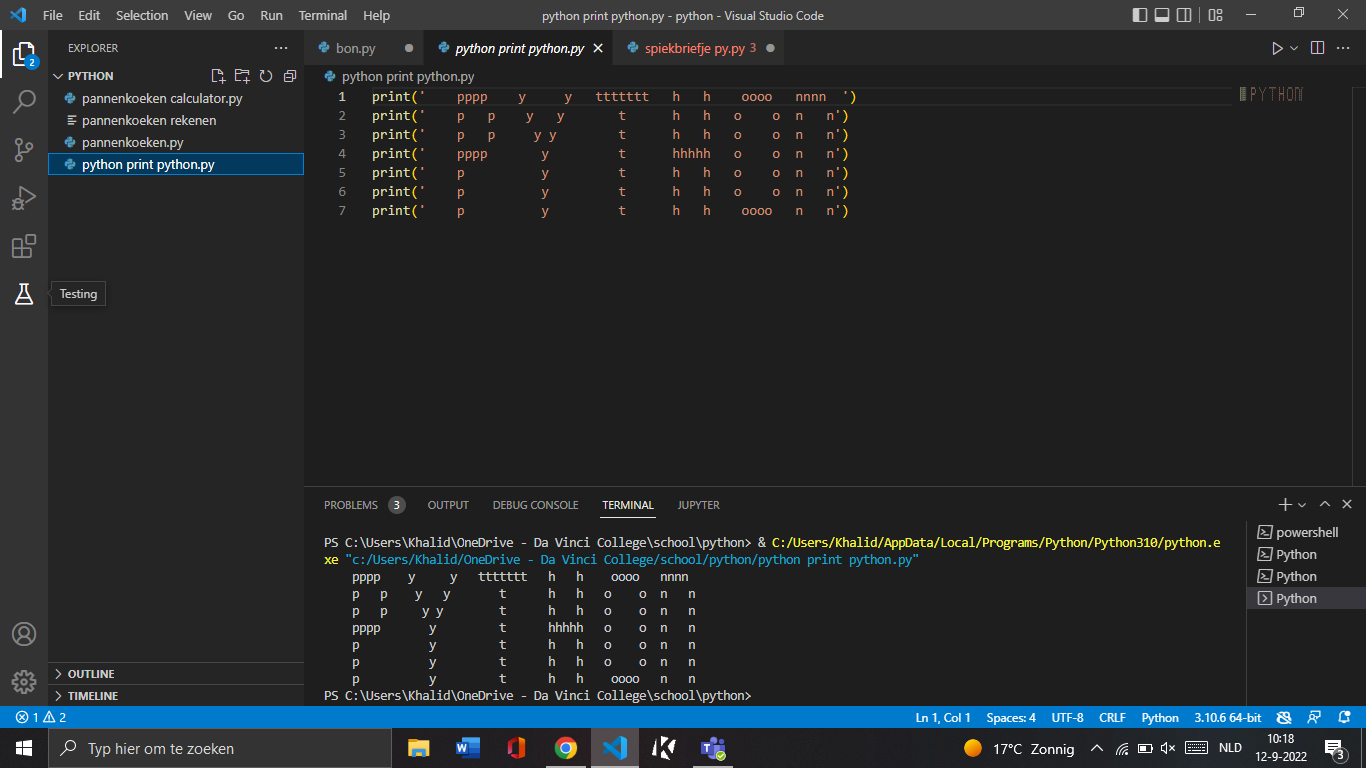 File Edit Selection View Go Run Terminal Help python print python.py - python - Visual Studio Code
EXPLORER
PYTHON
pannenkoeken calculator.py
pannenkoeken rekenen
pannenkoeken.py
python print python.py
2
Testing
OUTLINE
TIMELINE
bon.py python print python.py spiekbriefje py.py 3
python print python.py
1 print('    pppp    y     y   ttttttt   h   h    oooo   nnnn  ')
2 print('    p   p    y   y       t      h   h   o    o  n   n')
3 print('    p   p     y y        t      h   h   o    o  n   n')
4 print('    pppp       y         t      hhhhh   o    o  n   n')
5 print('    p          y         t      h   h   o    o  n   n')
6 print('    p          y         t      h   h   o    o  n   n')
7 print('    p          y         t      h   h    oooo   n   n')
PROBLEMS 3 OUTPUT DEBUG CONSOLE TERMINAL JUPYTER
PS C:\Users\Khalid\OneDrive - Da Vinci College\school\python> & C:/Users/Khalid/AppData/Local/Programs/Python/Python310/python.e
xe "c:/Users/Khalid/OneDrive - Da Vinci College/school/python/python print python.py"
    pppp    y     y   ttttttt   h   h    oooo   nnnn
    p   p    y   y       t      h   h   o    o  n   n
    p   p     y y        t      h   h   o    o  n   n
    pppp       y         t      hhhhh   o    o  n   n
    p          y         t      h   h   o    o  n   n
    p          y         t      h   h   o    o  n   n
    p          y         t      h   h    oooo   n   n
PS C:\Users\Khalid\OneDrive - Da Vinci College\school\python>
powershell
Python
Python
Python
1 2 Ln 1, Col 1 Spaces: 4 UTF-8 CRLF Python 3.10.6 64-bit
Typ hier om te zoeken 17°C Zonnig NLD 10:18
12-9-2022 3